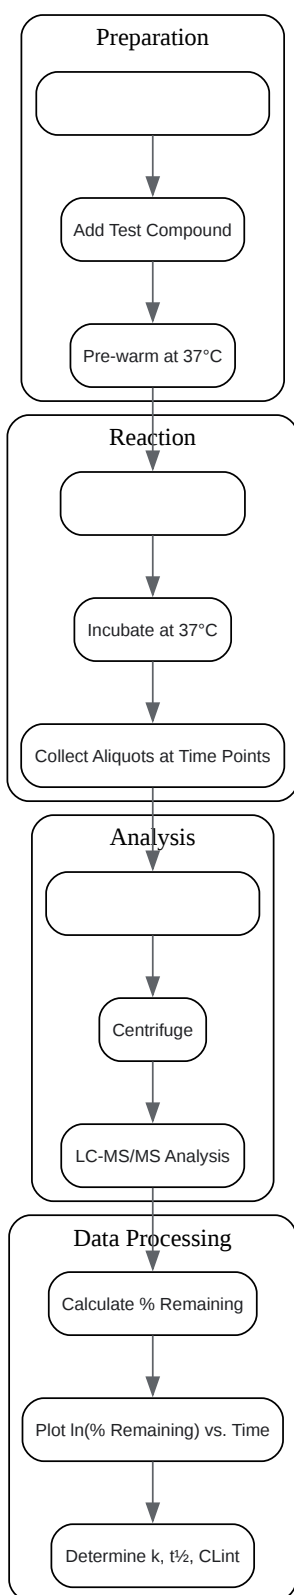 Preparation
Add Test Compound
Pre-warm at 37°C
Reaction
Incubate at 37°C
Collect Aliquots at Time Points
Analysis
Centrifuge
LC-MS/MS Analysis
Data Processing
Calculate % Remaining
Plot ln(% Remaining) vs. Time
Determine k, t½, CLint